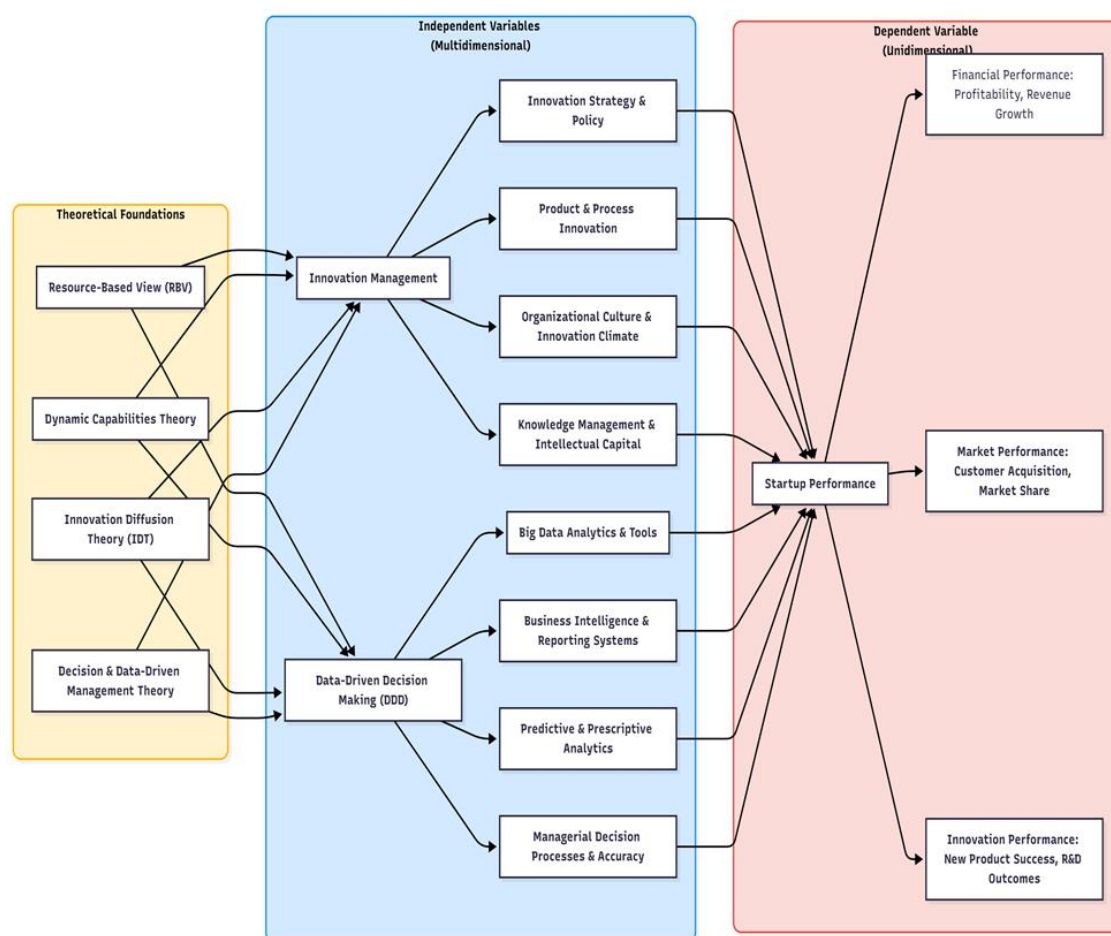 Theoretical Foundations
Resource-Based View (RBV)
Dynamic Capabilities Theory
Innovation Diffusion
Theory (IDT)
Decision & Data-Driven
Management Theory
Independent Variables
(Multidimensional)
Innovation Management
Data-Driven Decision
Making (DDD)
Innovation Strategy &
Policy
Product & Process
Innovation
Organizational Culture &
Innovation Climate
Knowledge Management &
Intellectual Capital
Big Data Analytics & Tools
Business Intelligence &
Reporting Systems
Predictive & Prescriptive
Analytics
Managerial Decision
Processes & Accuracy
Dependent Variable
(Unidimensional)
Startup Performance
Financial Performance:
Profitability, Revenue
Growth
Market Performance:
Customer Acquisition,
Market Share
Innovation Performance:
New Product Success, R&D
Outcomes